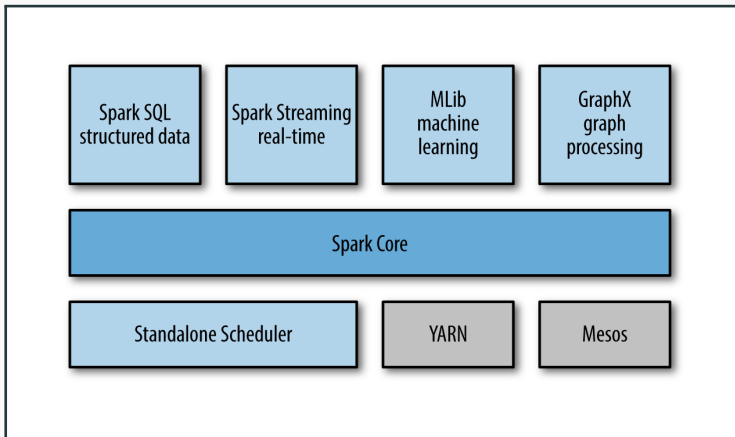 Spark SQL
structured data
Spark Streaming
real-time
MLib
machine
learning
GraphX
graph
processing
Spark Core
Standalone Scheduler
YARN
Mesos